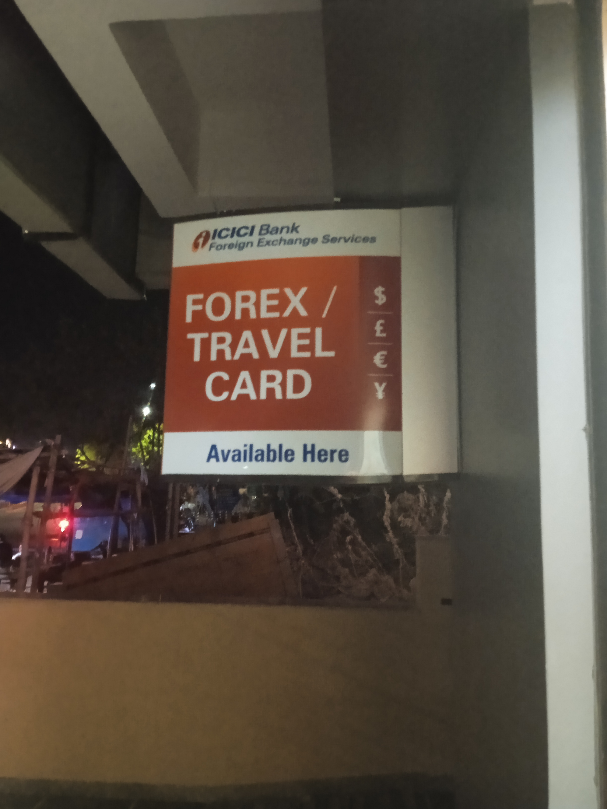 ICICI Bank
Foreign Exchange Services
FOREX /
TRAVEL
CARD
$
£
€
¥
Available Here